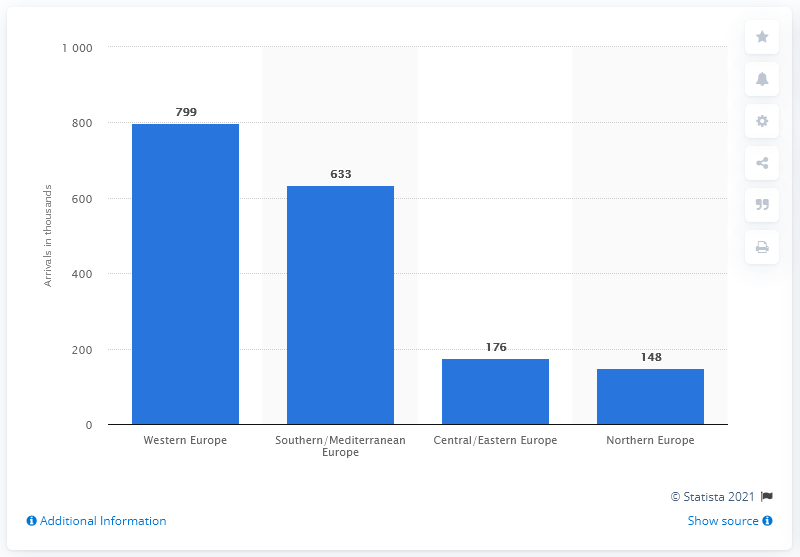 1 000
800
600
400
200
0
Arrivals in thousands
799
633
176
148
Western Europe
Southern/Mediterranean
Europe
Central/Eastern Europe
Northern Europe
© Statista 2021
Additional Information
Show source